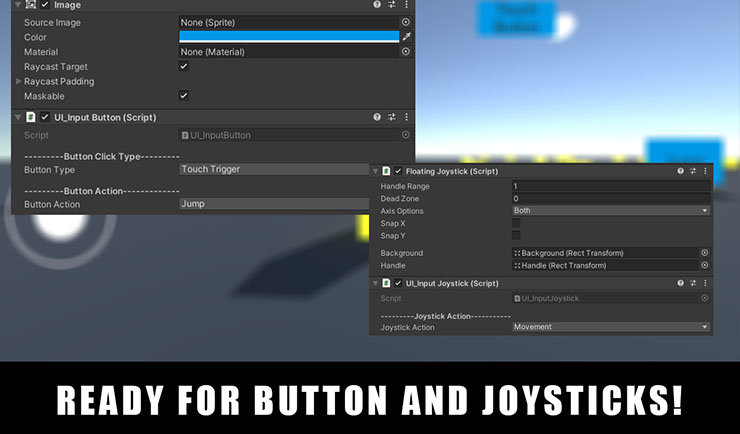 Image
Source Image None (Sprite)
Color
Material None (Material)
Raycast Target
Raycast Padding
Maskable
UI_Input Button (Script)
Script UI_InputButton
---------Button Click Type---------
Button Type Touch Trigger
---------Button Action-------------
Button Action Jump
Touch
Button
Floating Joystick (Script)
Handle Range 1
Dead Zone 0
Axis Options Both
Snap X
Snap Y
Background Background (Rect Transform)
Handle Handle (Rect Transform)
UI_Input Joystick (Script)
Script UI_InputJoystick
---------Joystick Action-----------
Joystick Action Movement
READY FOR BUTTON AND JOYSTICKS!